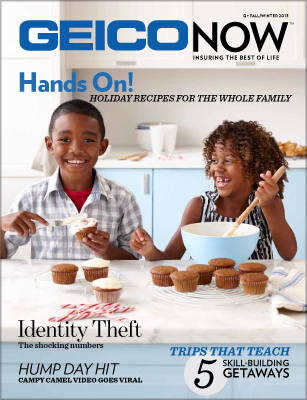 G • FALL/WINTER 2013
GEICONOW™
INSURING THE BEST OF LIFE
Hands On!
HOLIDAY RECIPES FOR THE WHOLE FAMILY
Identity Theft
The shocking numbers
HUMP DAY HIT
CAMPY CAMEL VIDEO GOES VIRAL
TRIPS THAT TEACH
5 SKILL-BUILDING
GETAWAYS